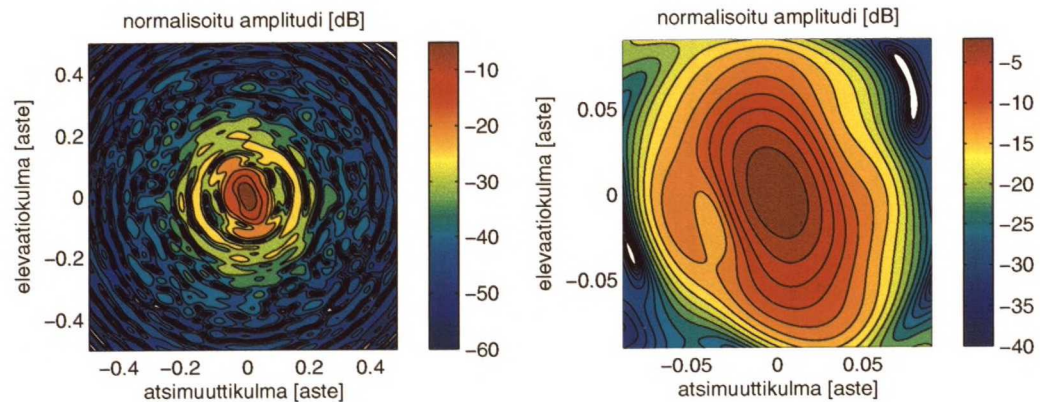 normalisoitu amplitudi [dB]
0.4
0.2
0
−0.2
−0.4
elevaatiokulma [aste]
−0.4 −0.2 0 0.2 0.4
atsimuuttikulma [aste]
−10
−20
−30
−40
−50
−60
normalisoitu amplitudi [dB]
0.05
0
−0.05
elevaatiokulma [aste]
−0.05 0 0.05
atsimuuttikulma [aste]
−5
−10
−15
−20
−25
−30
−35
−40